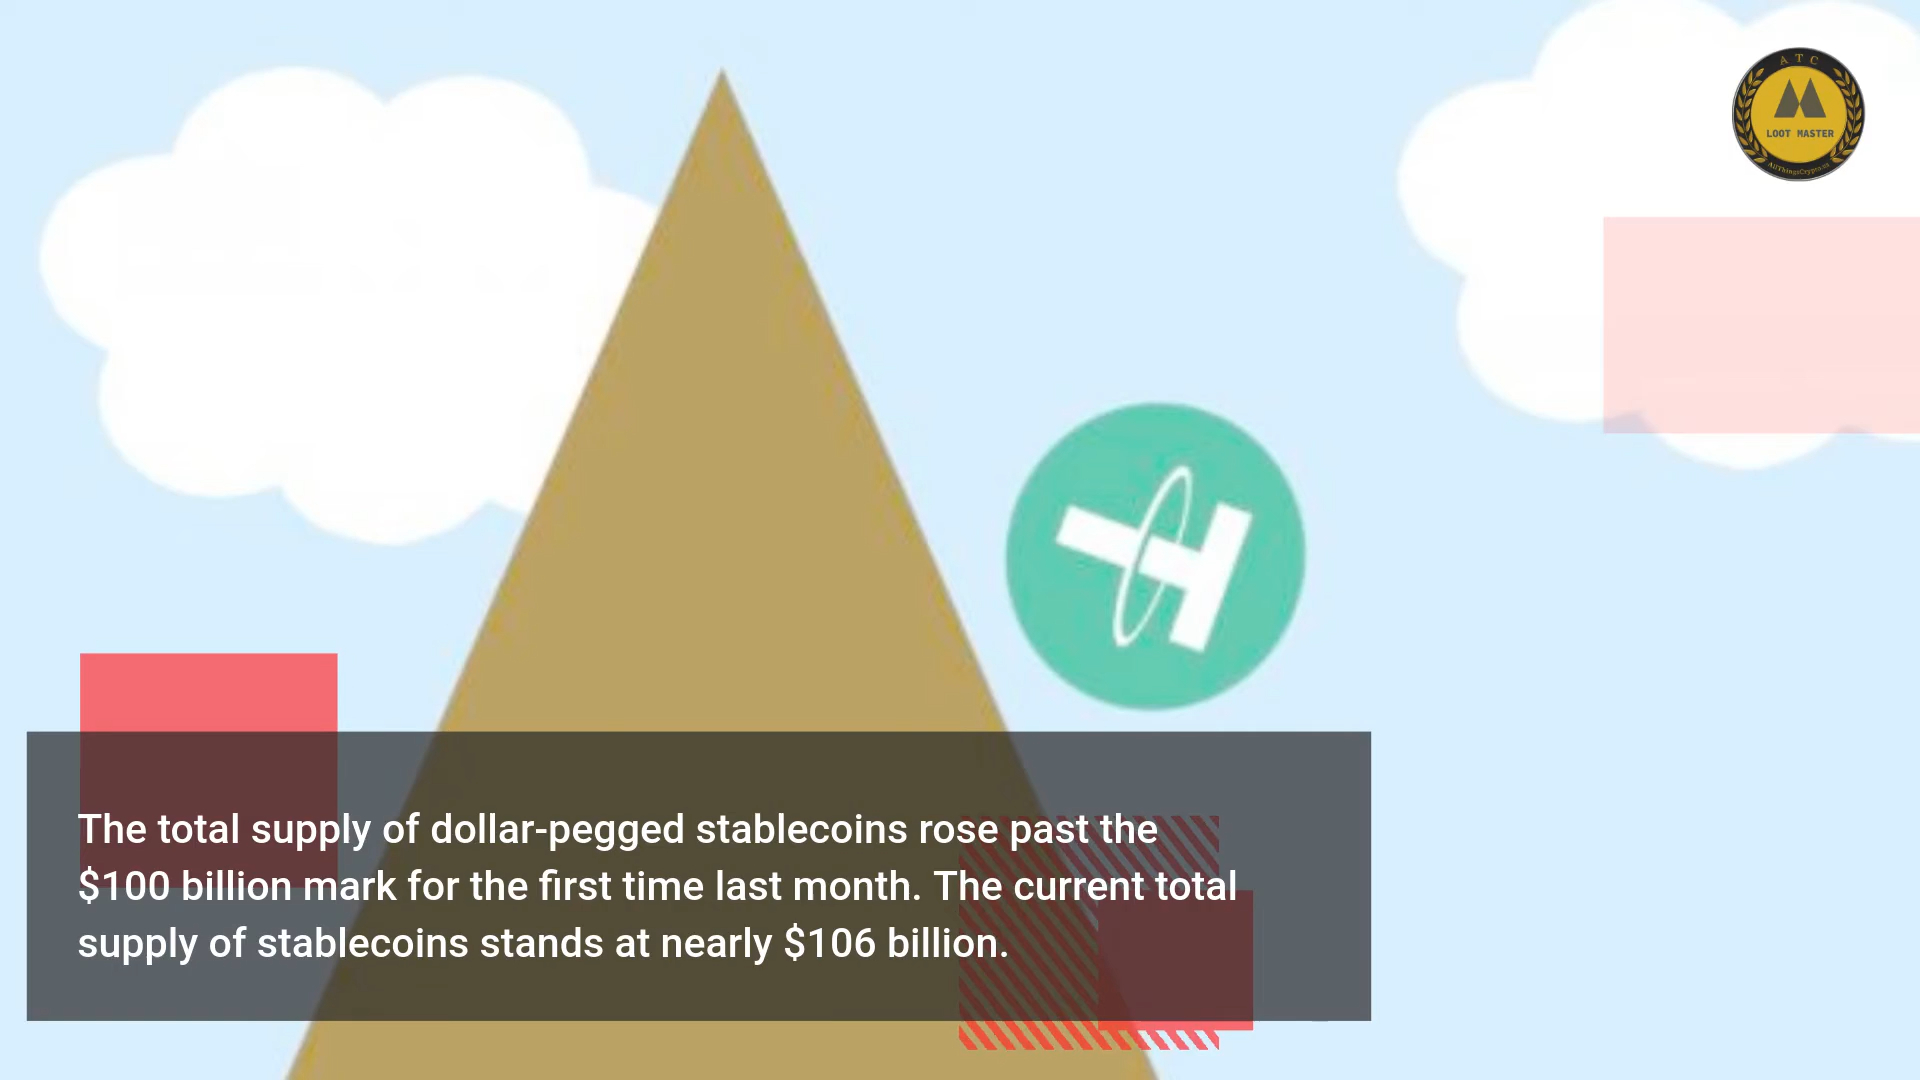 ATC
LOOT MASTER
The total supply of dollar-pegged stablecoins rose past the
$100 billion mark for the first time last month. The current total
supply of stablecoins stands at nearly $106 billion.